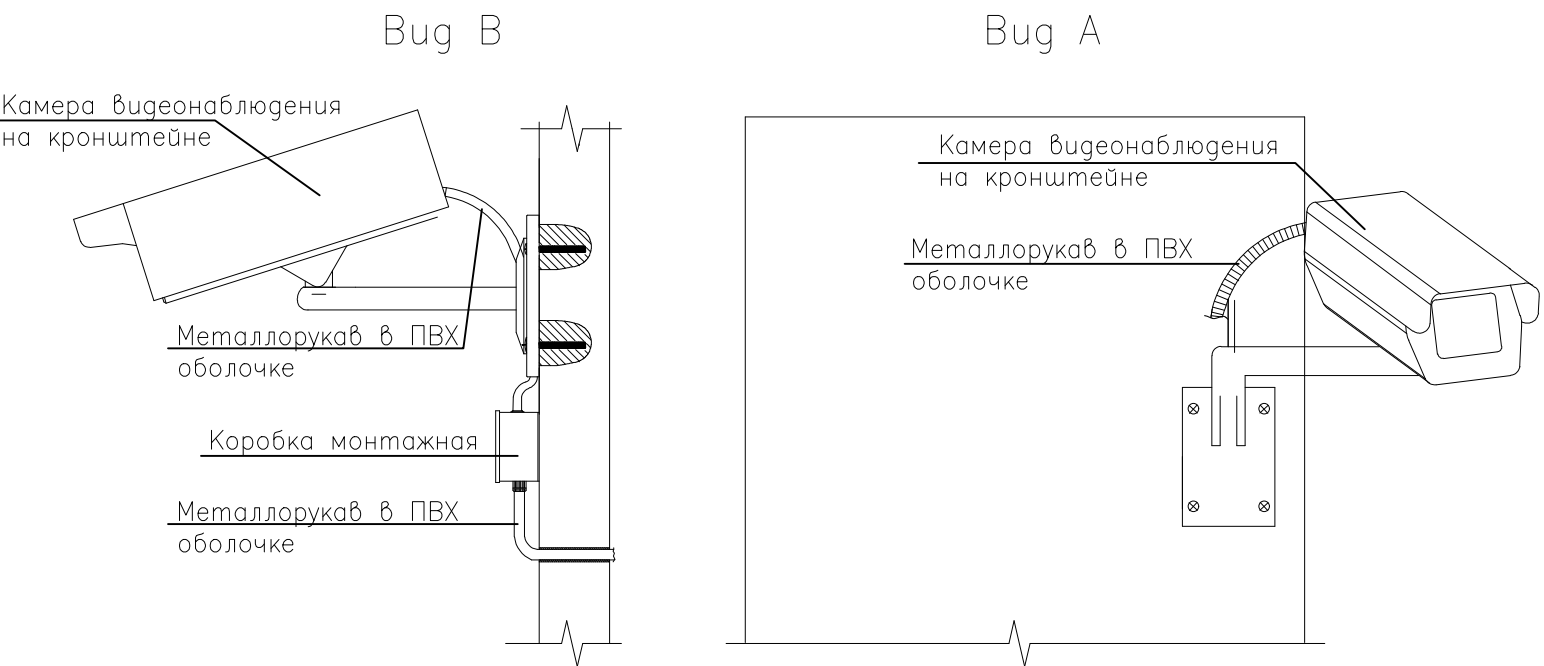 Вид В
Камера видеонаблюдения
на кронштейне
Металлорукав в ПВХ
оболочке
Коробка монтажная
Металлорукав в ПВХ
оболочке
Вид А
Камера видеонаблюдения
на кронштейне
Металлорукав в ПВХ
оболочке